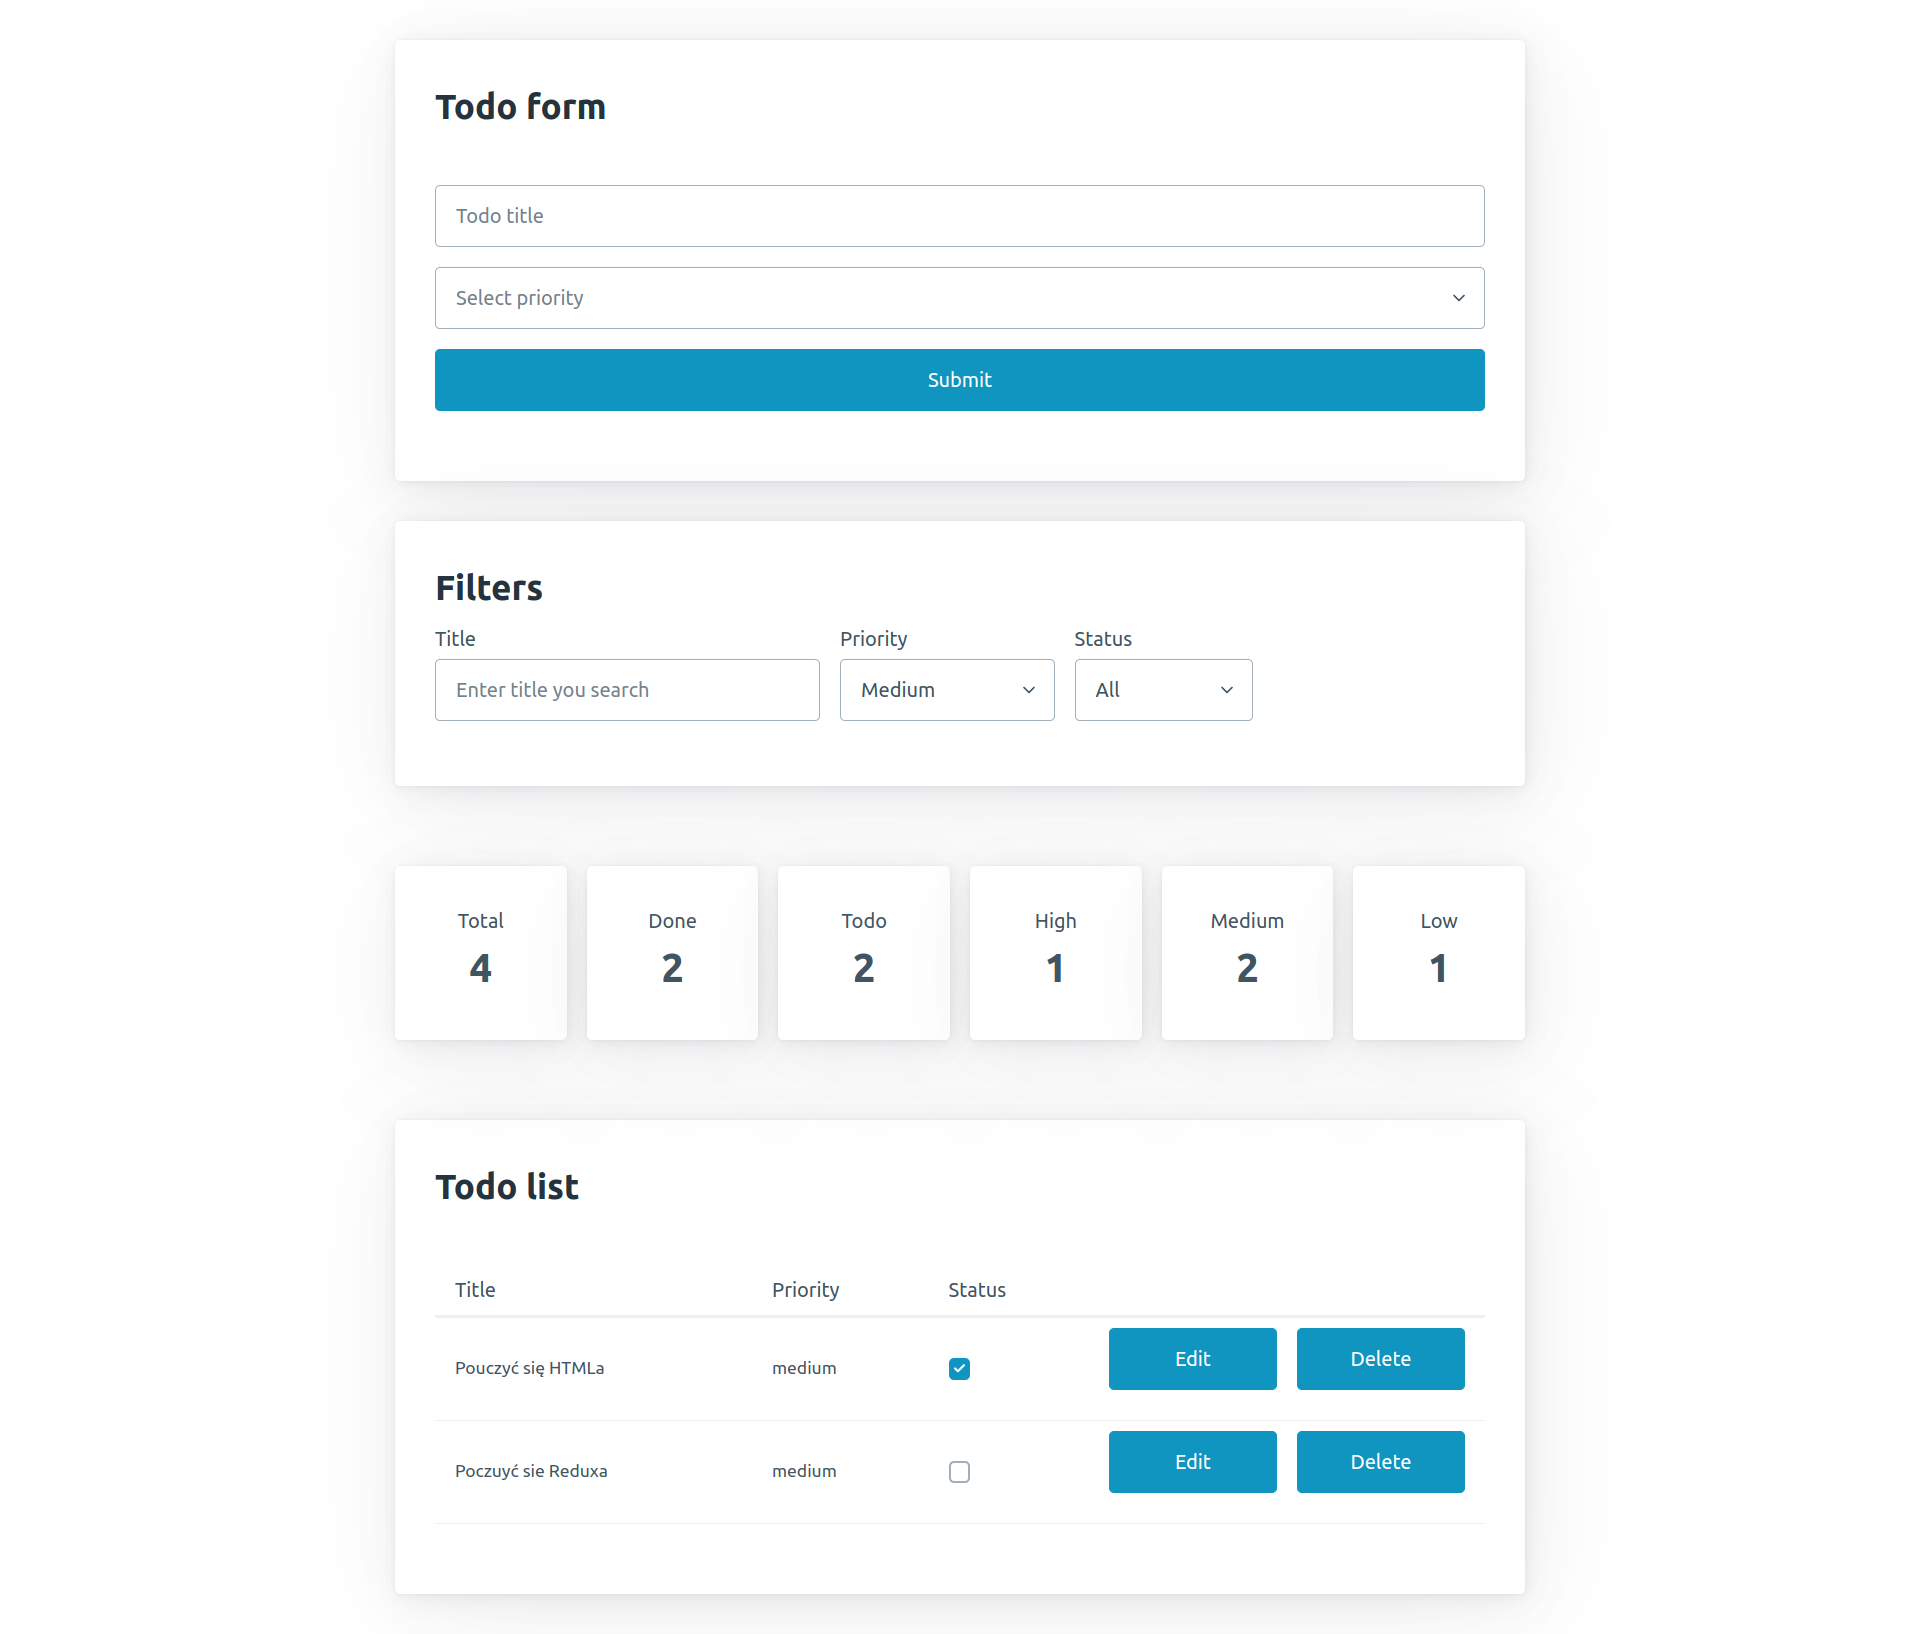 Todo form
Todo title
Select priority
Submit
Filters
Title Priority Status
Enter title you search Medium All
Total Done Todo High Medium Low
4 2 2 1 2 1
Todo list
Title Priority Status
Pouczyć się HTMLa medium Edit Delete
Poczuyć sie Reduxa medium Edit Delete